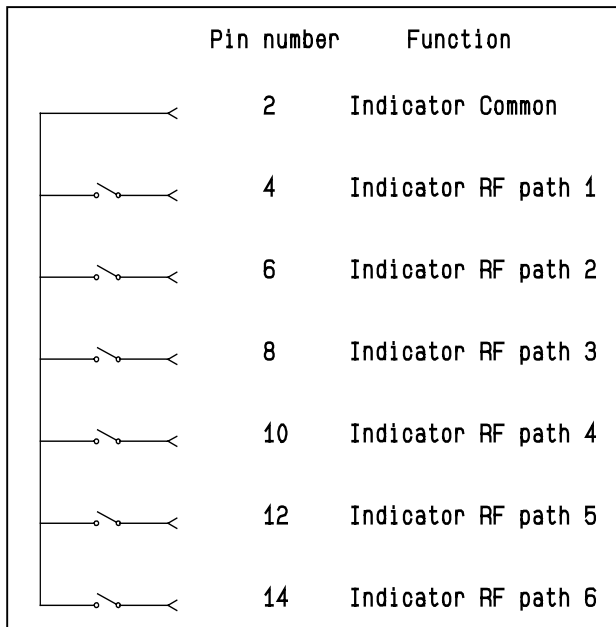 Pin number Function
2 Indicator Common
4 Indicator RF path 1
6 Indicator RF path 2
8 Indicator RF path 3
10 Indicator RF path 4
12 Indicator RF path 5
14 Indicator RF path 6